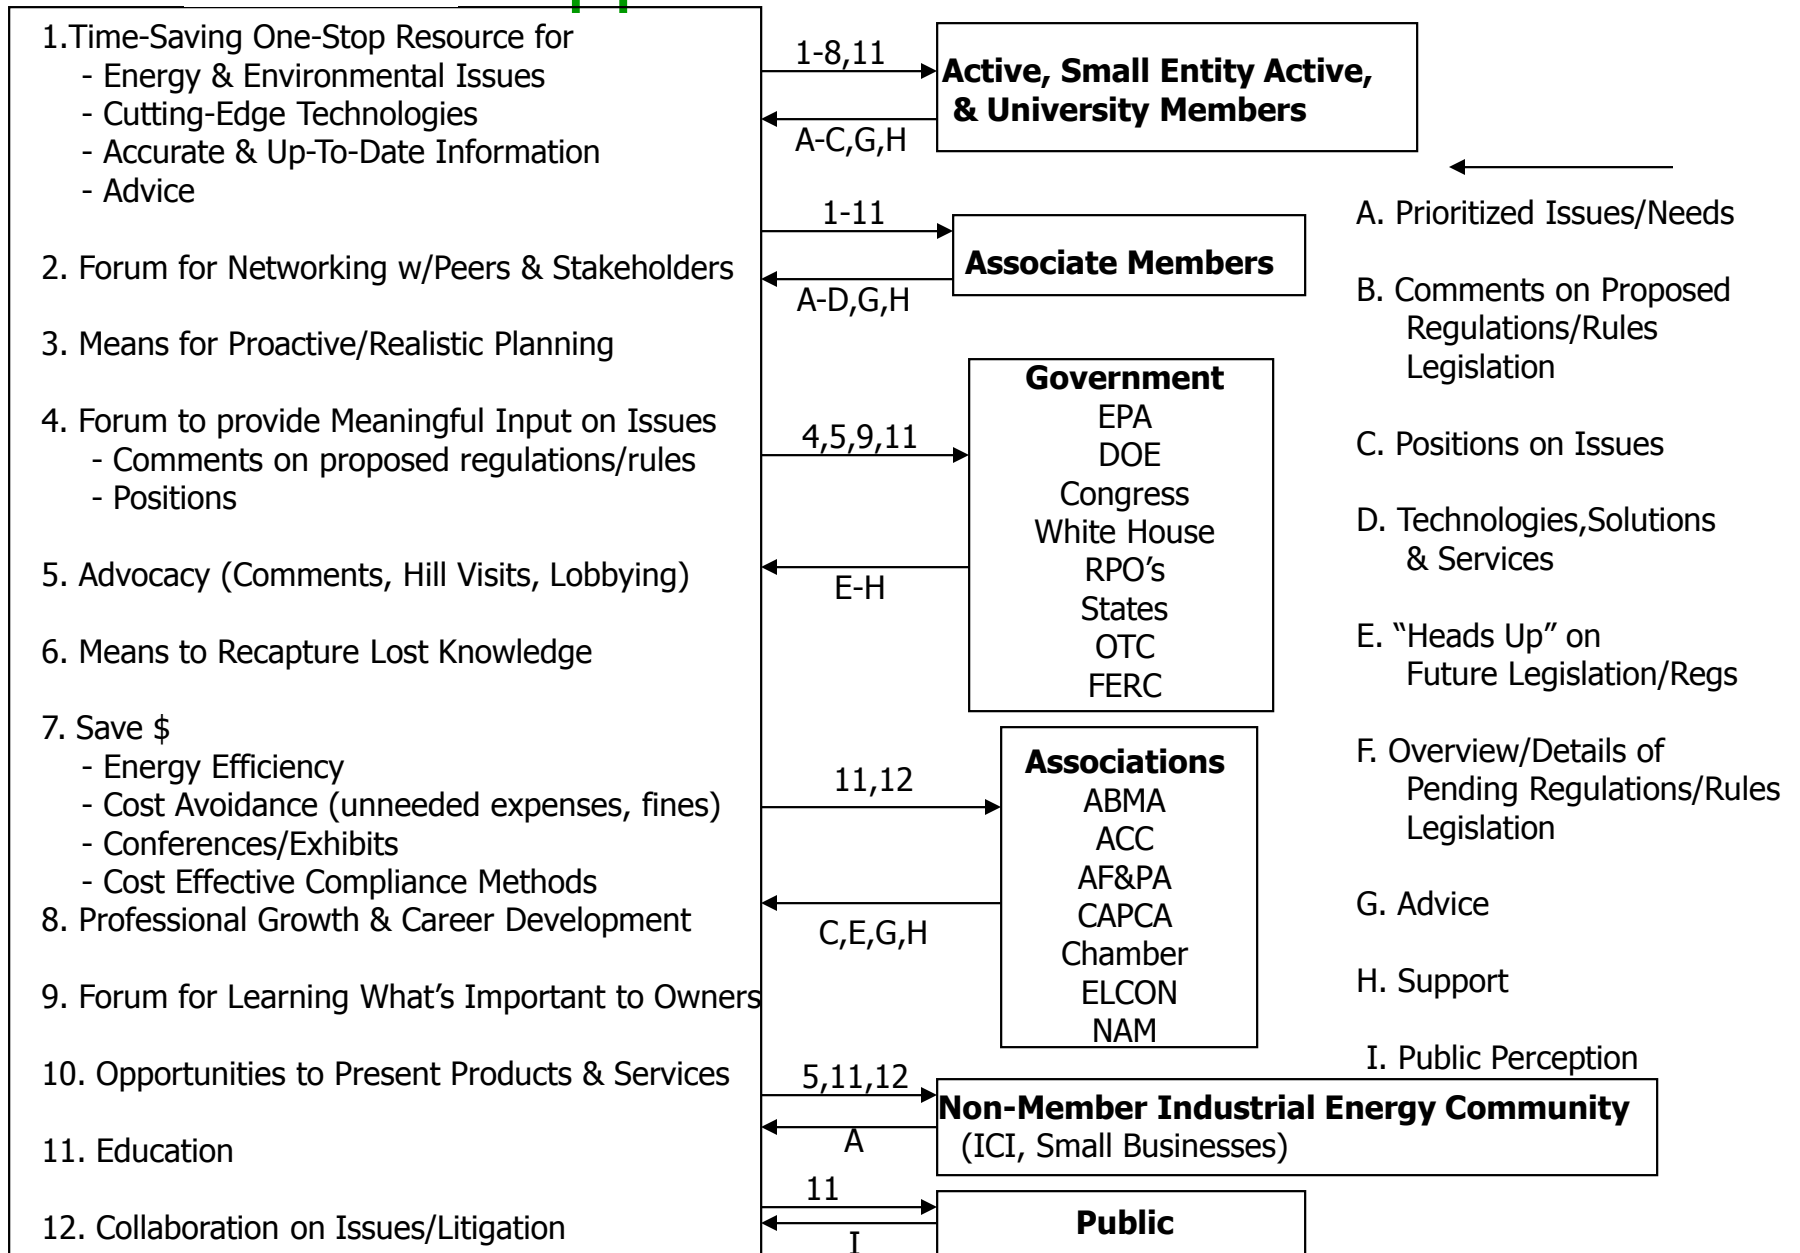 1.Time-Saving One-Stop Resource for
- Energy & Environmental Issues
- Cutting-Edge Technologies
- Accurate & Up-To-Date Information
- Advice
2. Forum for Networking w/Peers & Stakeholders
3. Means for Proactive/Realistic Planning
4. Forum to provide Meaningful Input on Issues
- Comments on proposed regulations/rules
- Positions
5. Advocacy (Comments, Hill Visits, Lobbying)
6. Means to Recapture Lost Knowledge
7. Save $
- Energy Efficiency
- Cost Avoidance (unneeded expenses, fines)
- Conferences/Exhibits
- Cost Effective Compliance Methods
8. Professional Growth & Career Development
9. Forum for Learning What's Important to Owners
10. Opportunities to Present Products & Services
11. Education
12. Collaboration on Issues/Litigation
1-8,11
A-C,G,H
Active, Small Entity Active,
& University Members
1-11
A-D,G,H
Associate Members
4,5,9,11
E-H
Government
EPA
DOE
Congress
White House
RPO's
States
OTC
FERC
11,12
C,E,G,H
Associations
ABMA
ACC
AF&PA
CAPCA
Chamber
ELCON
NAM
5,11,12
A
Non-Member Industrial Energy Community
(ICI, Small Businesses)
11
I
Public
A. Prioritized Issues/Needs
B. Comments on Proposed
Regulations/Rules
Legislation
C. Positions on Issues
D. Technologies,Solutions
& Services
E. “Heads Up” on
Future Legislation/Regs
F. Overview/Details of
Pending Regulations/Rules
Legislation
G. Advice
H. Support
I. Public Perception